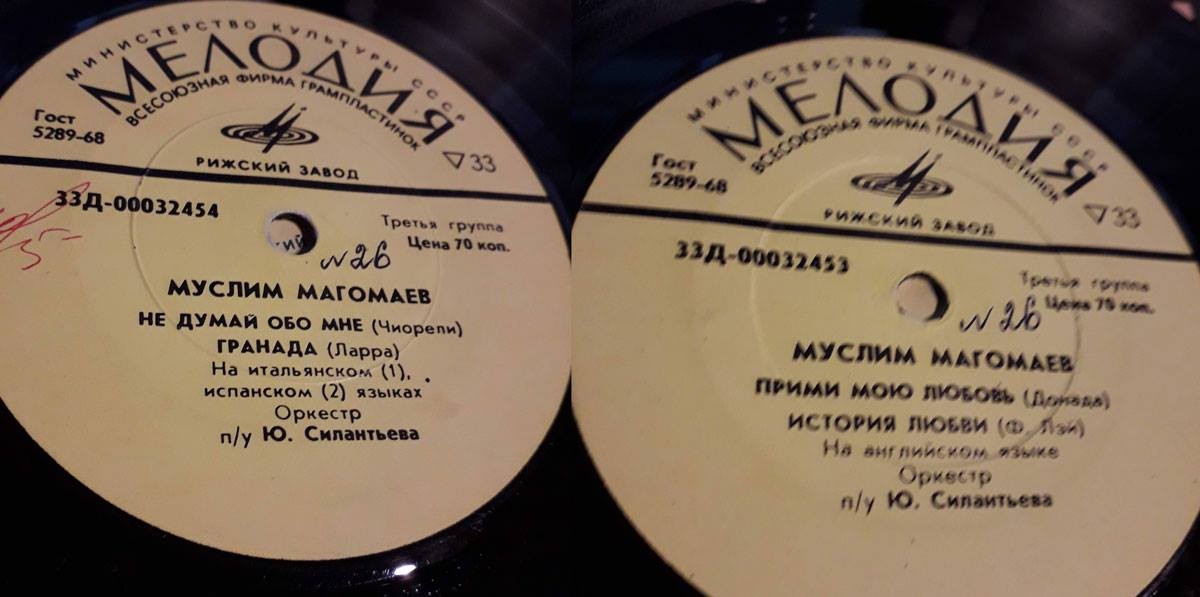 МИНИСТЕРСТВО КУЛЬТУРЫ СССР
МЕЛОДИЯ
ВСЕСОЮЗНАЯ ФИРМА ГРАМПЛАСТИНОК
Гост
5289-68
▽33
РИЖСКИЙ ЗАВОД
33Д-00032454
Третья группа
Цена 70 коп.
ий
№26
МУСЛИМ МАГОМАЕВ
НЕ ДУМАЙ ОБО МНЕ (Чиорепи)
ГРАНАДА (Ларра)
На итальянском (1),
испанском (2) языках
Оркестр
п/у Ю. Силантьева
МИНИСТЕРСТВО КУЛЬТУРЫ СССР
МЕЛОДИЯ
ВСЕСОЮЗНАЯ ФИРМА ГРАМПЛАСТИНОК
Гост
5289-68
▽33
РИЖСКИЙ ЗАВОД
33Д-00032453
Третья группа
Цена 70 коп.
№26
МУСЛИМ МАГОМАЕВ
ПРИМИ МОЮ ЛЮБОВЬ (Донада)
ИСТОРИЯ ЛЮБВИ (Ф. Лэй)
На английском языке
Оркестр
п/у Ю. Силантьева